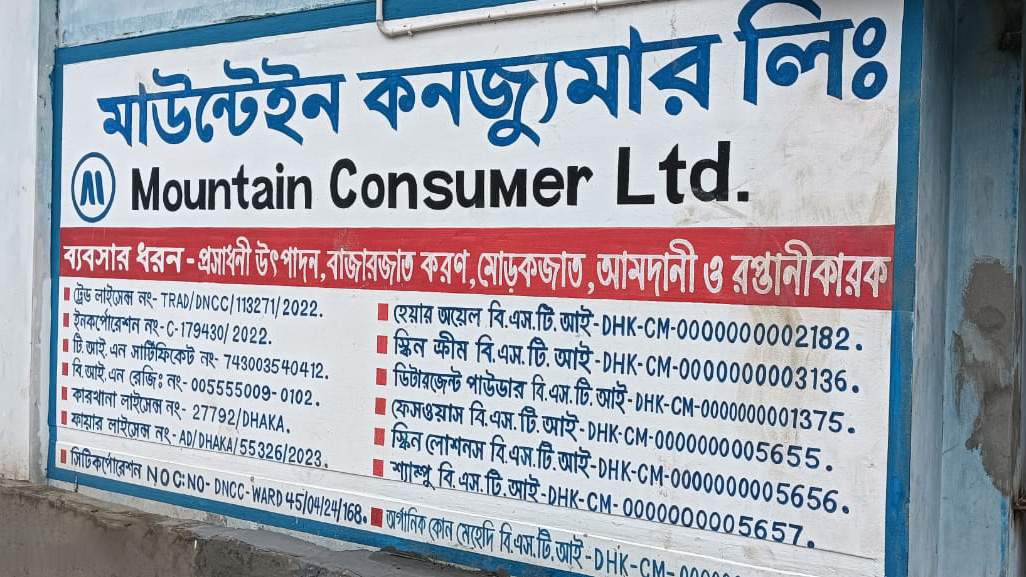 মাউন্টেইন কনজ্যুমার লিঃ
M Mountain Consumer Ltd.
ব্যবসার ধরন - প্রসাধনী উৎপাদন, বাজারজাত করণ, মোড়কজাত, আমদানী ও রপ্তানীকারক
ট্রেড লাইসেন্স নং- TRAD/DNCC/113271/2022.
ইনকর্পোরেশন নং-C-179430/2022.
টি.আই.এন সার্টিফিকেট নং- 743003540412.
বি.আই.এন রেজিঃ নং- 005555009-0102.
কারখানা লাইসেন্স নং- 27792/DHAKA.
ফায়ার লাইসেন্স নং- AD/DHAKA/55326/2023.
সিটিকর্পোরেশন NOC:NO- DNCC-WARD 45/04/24/168.
হেয়ার অয়েল বি.এস.টি.আই-DHK-CM-0000000002182.
স্কিন ক্রীম বি.এস.টি.আই-DHK-CM-0000000003136.
ডিটারজেন্ট পাউডার বি.এস.টি.আই-DHK-CM-0000000001375.
ফেসওয়াস বি.এস.টি.আই-DHK-CM-0000000005655.
স্কিন লোশনস বি.এস.টি.আই-DHK-CM-0000000005656.
শ্যাম্পু বি.এস.টি.আই-DHK-CM-0000000005657.
অর্গানিক কোন মেহেদি বি.এস.টি.আই-DHK-CM-